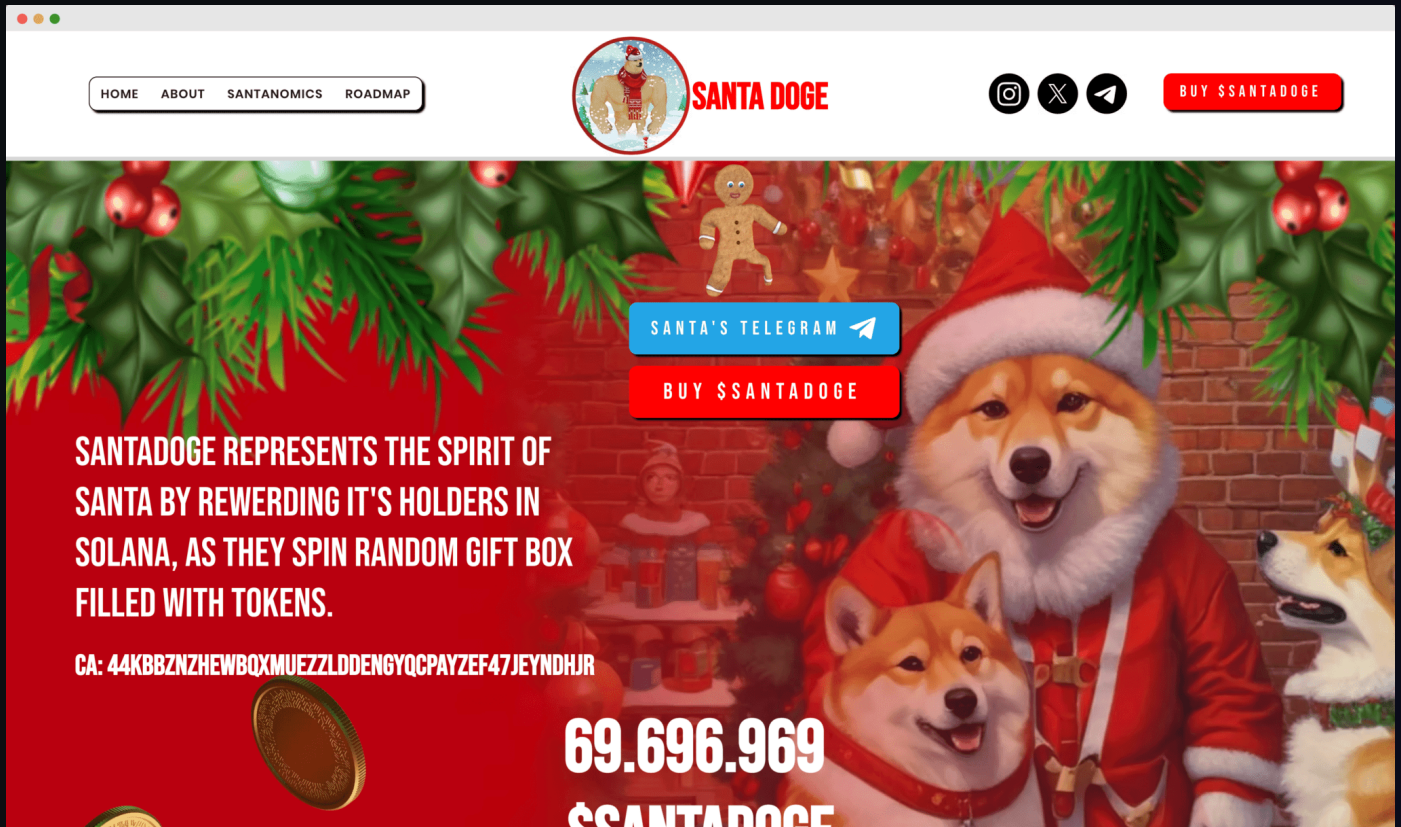 HOME ABOUT SANTANOMICS ROADMAP
SANTA DOGE
BUY $SANTADOGE
SANTA'S TELEGRAM
BUY $SANTADOGE
SANTADOGE REPRESENTS THE SPIRIT OF
SANTA BY REWERDING IT'S HOLDERS IN
SOLANA, AS THEY SPIN RANDOM GIFT BOX
FILLED WITH TOKENS.
CA: 44KBBZNZHEWBQXMUEZZLDDENGYQCPAYZEF47JEYNDHJR
69.696.969
$SANTADOGE